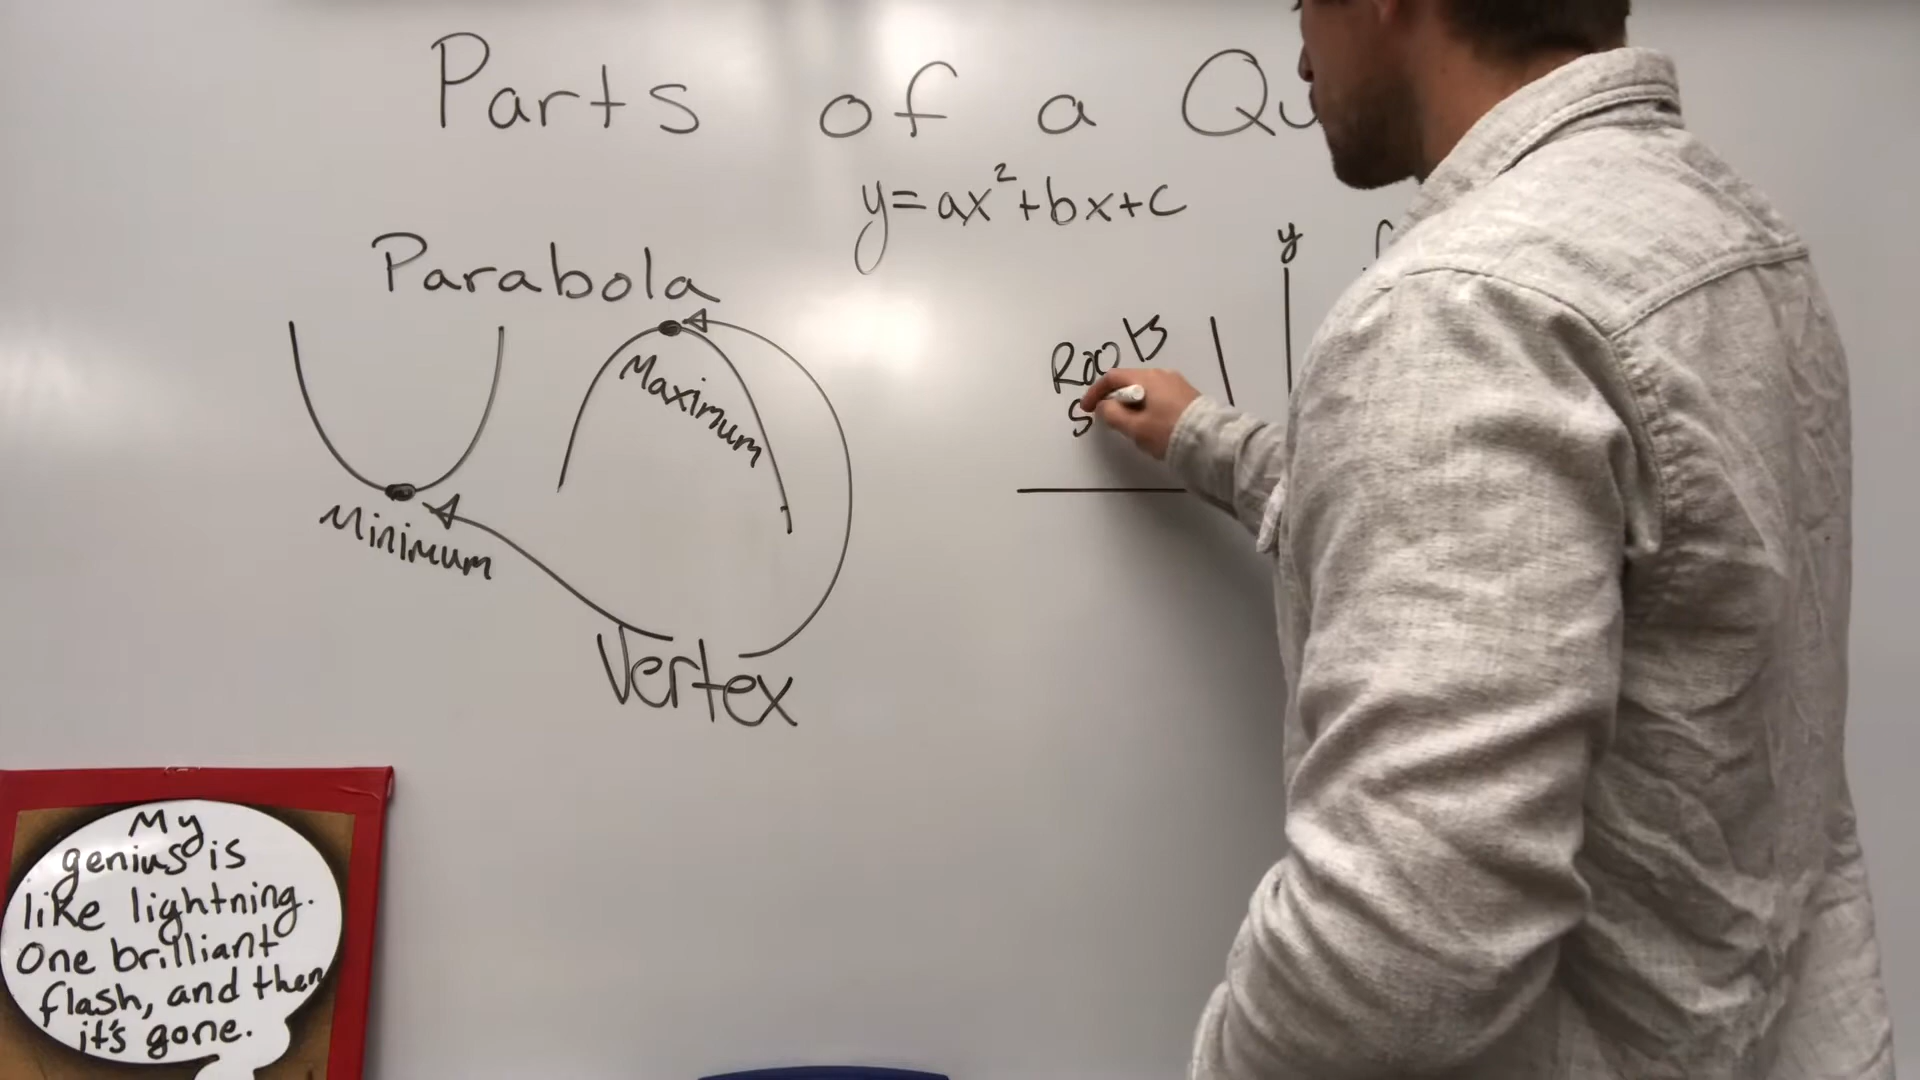 Parts of a Qu
y=ax²+bx+c
Parabola
Maximum
Minimum
Vertex
y
Roots
S
My
genius is
like lightning.
One brilliant
flash, and then
it's gone.